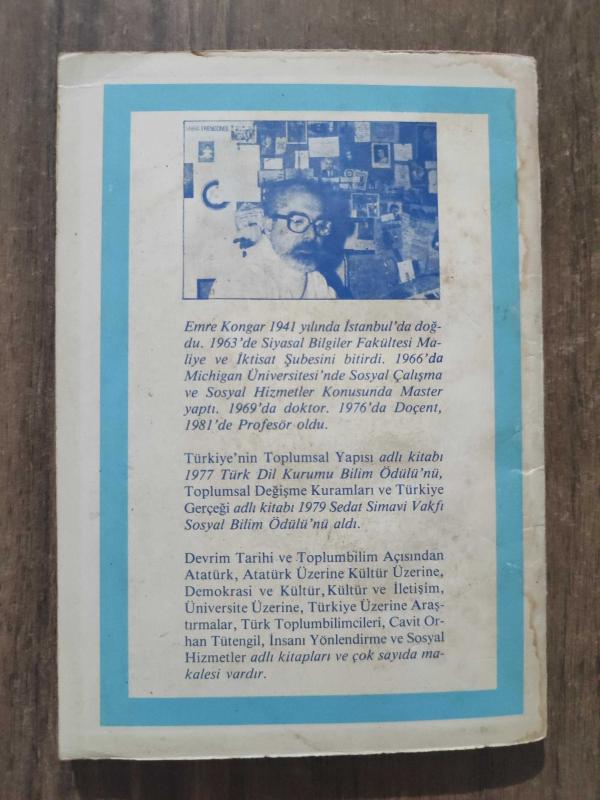 Emre Kongar 1941 yılında İstanbul'da doğ-
du. 1963'de Siyasal Bilgiler Fakültesi Ma-
liye ve İktisat Şubesini bitirdi. 1966'da
Michigan Üniversitesi'nde Sosyal Çalışma
ve Sosyal Hizmetler Konusunda Master
yaptı. 1969'da doktor. 1976'da Doçent,
1981'de Profesör oldu.
Türkiye'nin Toplumsal Yapısı adlı kitabı
1977 Türk Dil Kurumu Bilim Ödülü'nü,
Toplumsal Değişme Kuramları ve Türkiye
Gerçeği adlı kitabı 1979 Sedat Simavi Vakfı
Sosyal Bilim Ödülü'nü aldı.
Devrim Tarihi ve Toplumbilim Açısından
Atatürk, Atatürk Üzerine Kültür Üzerine,
Demokrasi ve Kültür, Kültür ve İletişim,
Üniversite Üzerine, Türkiye Üzerine Araş-
tırmalar, Türk Toplumbilimcileri, Cavit Or-
han Tütengil, İnsanı Yönlendirme ve Sosyal
Hizmetler adlı kitapları ve çok sayıda ma-
kalesi vardır.